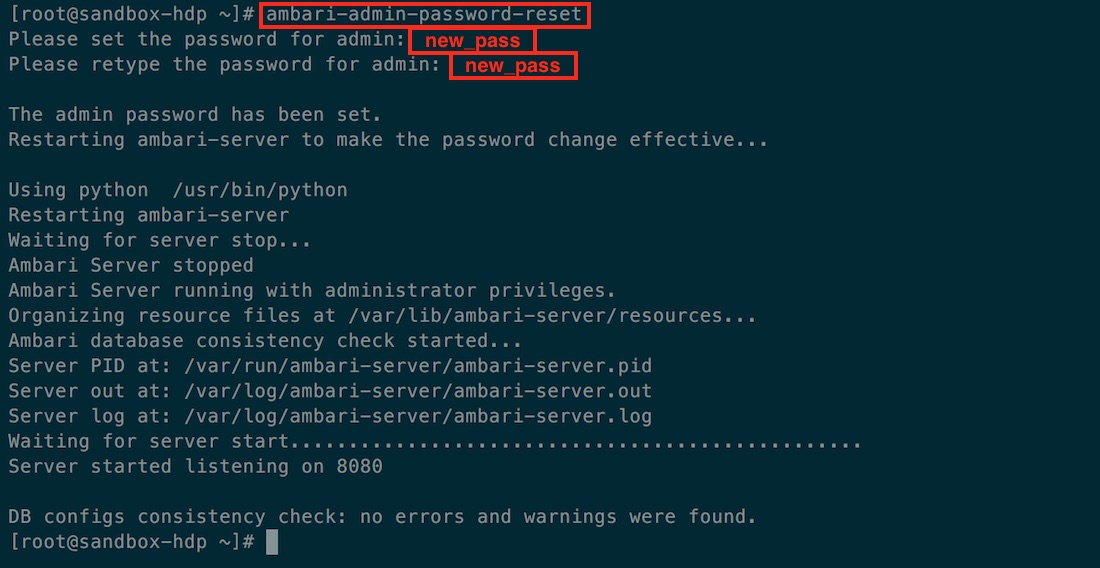 [root@sandbox-hdp ~]# ambari-admin-password-reset
Please set the password for admin: new_pass
Please retype the password for admin: new_pass
The admin password has been set.
Restarting ambari-server to make the password change effective...
Using python  /usr/bin/python
Restarting ambari-server
Waiting for server stop...
Ambari Server stopped
Ambari Server running with administrator privileges.
Organizing resource files at /var/lib/ambari-server/resources...
Ambari database consistency check started...
Server PID at: /var/run/ambari-server/ambari-server.pid
Server out at: /var/log/ambari-server/ambari-server.out
Server log at: /var/log/ambari-server/ambari-server.log
Waiting for server start.................................................
Server started listening on 8080
DB configs consistency check: no errors and warnings were found.
[root@sandbox-hdp ~]#